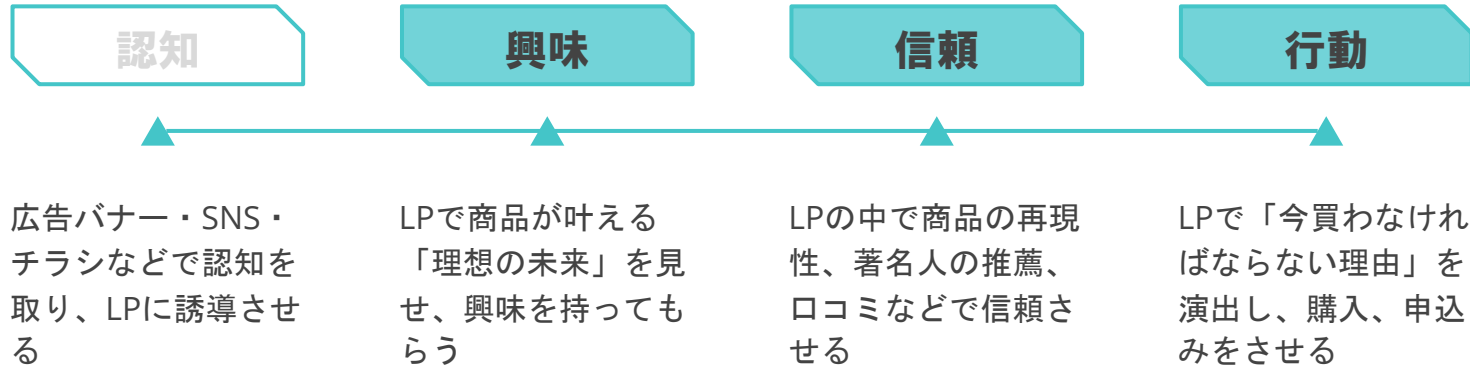 認知
興味
信頼
行動
広告バナー・SNS・
チラシなどで認知を
取り、LPに誘導させ
る
LPで商品が叶える
「理想の未来」を見
せ、興味を持っても
らう
LPの中で商品の再現
性、著名人の推薦、
口コミなどで信頼さ
せる
LPで「今買わなけれ
ばならない理由」を
演出し、購入、申込
みをさせる